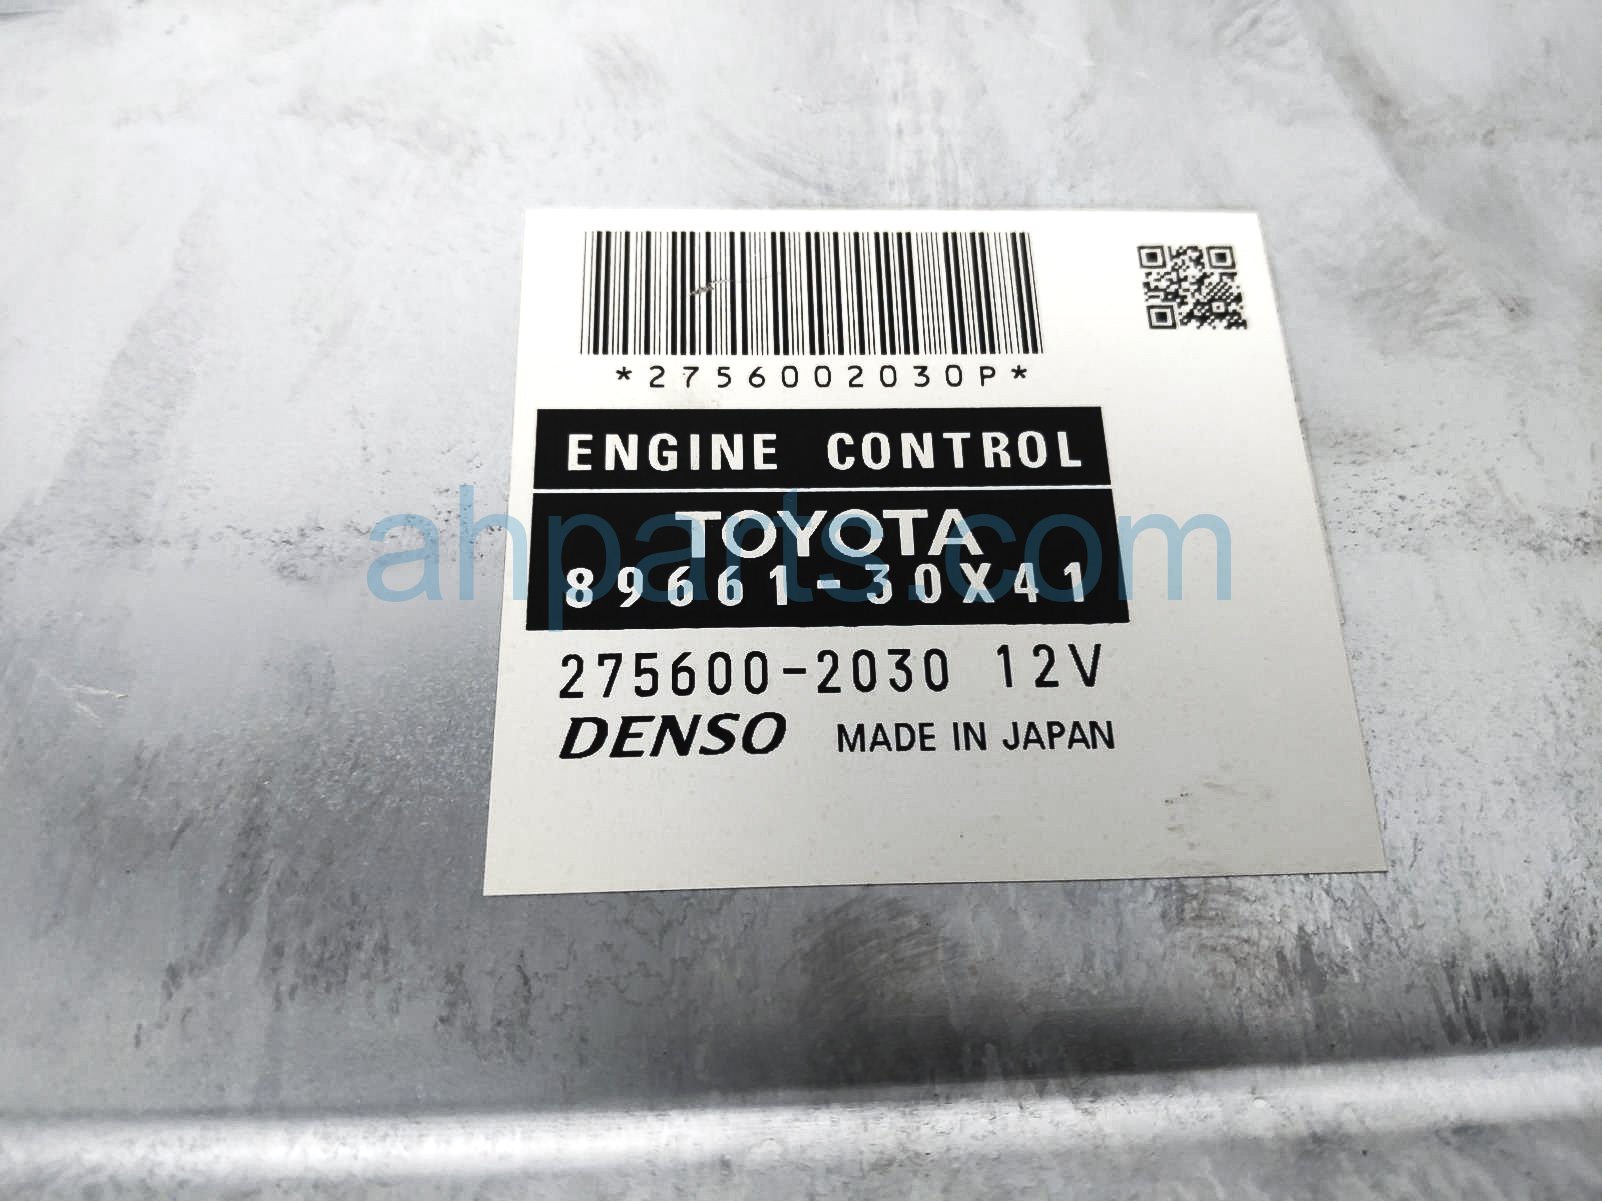 *2756002030P*
ENGINE CONTROL
TOYOTA
ahparts.com
89661-30X41
275600-2030 12V
DENSO MADE IN JAPAN